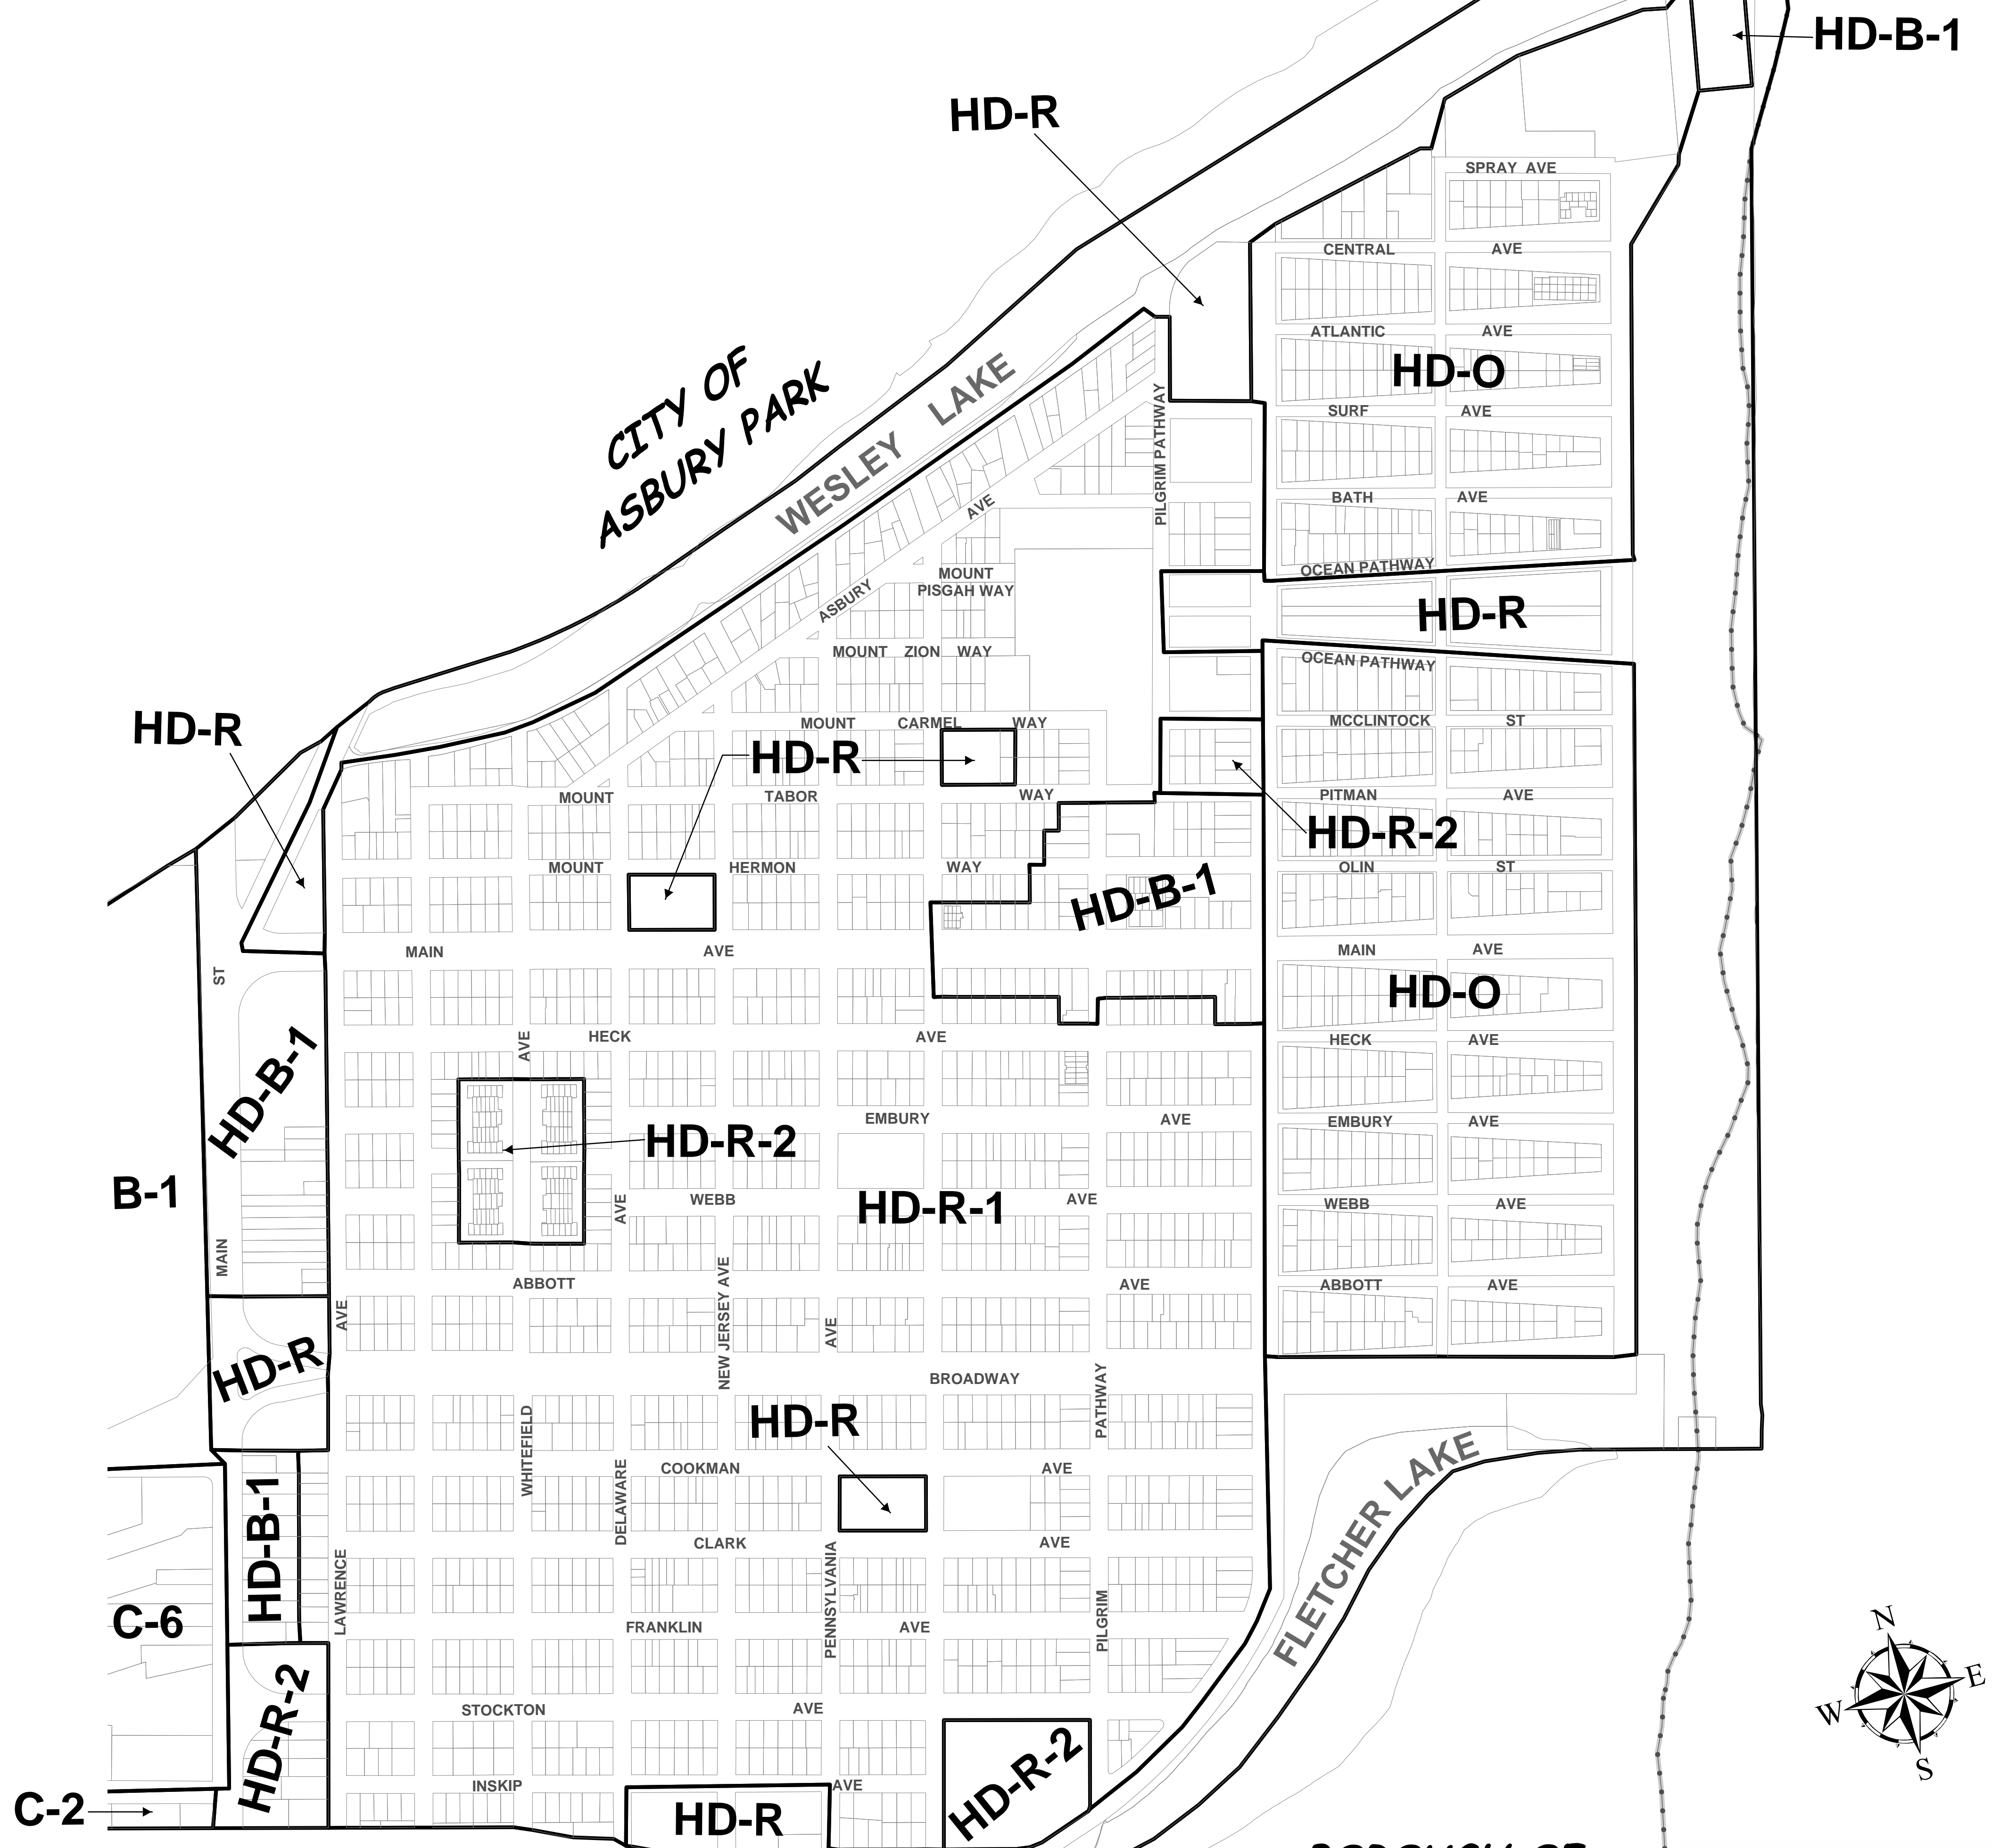 HD-B-1
HD-R
SPRAY AVE
CENTRAL AVE
ATLANTIC AVE
HD-O
CITY OF
ASBURY PARK
WESLEY LAKE
SURF AVE
PILGRIM PATHWAY
BATH AVE
AVE
ASBURY
OCEAN PATHWAY
MOUNT
PISGAH WAY
HD-R
MOUNT ZION WAY
OCEAN PATHWAY
HD-R
MOUNT CARMEL WAY
MCCLINTOCK ST
HD-R
MOUNT TABOR WAY
PITMAN AVE
HD-R-2
MOUNT HERMON WAY
OLIN ST
HD-B-1
MAIN AVE
MAIN AVE
ST
HD-O
HECK AVE
HECK AVE
AVE
HD-B-1
EMBURY AVE
EMBURY AVE
HD-R-2
B-1
WEBB AVE
WEBB AVE
AVE
HD-R-1
MAIN
ABBOTT AVE
ABBOTT AVE
NEW JERSEY AVE
AVE
AVE
HD-R
BROADWAY
PATHWAY
HD-R
WHITEFIELD
COOKMAN AVE
DELAWARE
FLETCHER LAKE
HD-B-1
CLARK AVE
LAWRENCE
PENNSYLVANIA
PILGRIM
C-6
FRANKLIN AVE
N
E
W
S
HD-R-2
STOCKTON AVE
HD-R-2
INSKIP AVE
C-2
HD-R